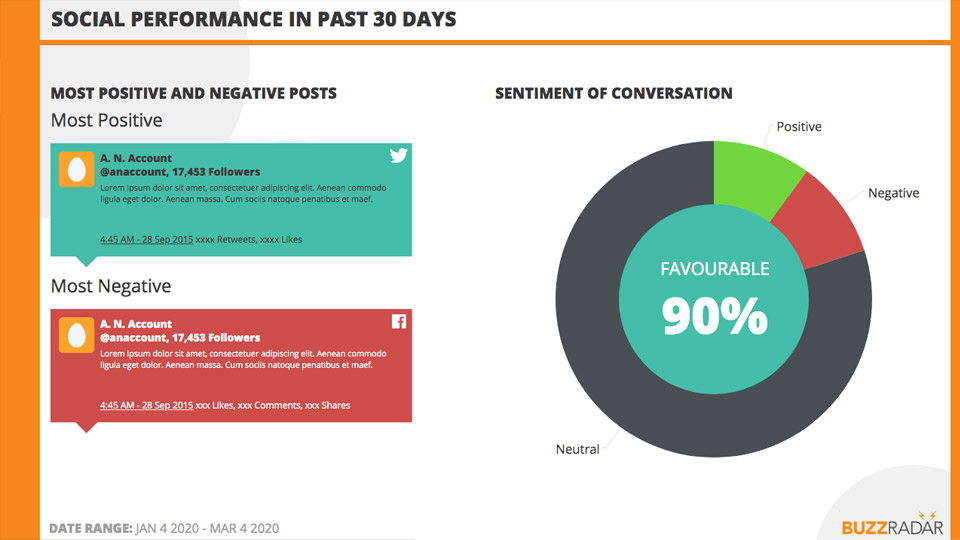 SOCIAL PERFORMANCE IN PAST 30 DAYS
MOST POSITIVE AND NEGATIVE POSTS
Most Positive
A. N. Account
@anaccount, 17,453 Followers
Lorem ipsum dolor sit amet, consectetuer adipiscing elit. Aenean commodo
ligula eget dolor. Aenean massa. Cum sociis natoque penatibus et maef.
4:45 AM - 28 Sep 2015 xxxx Retweets, xxxx Likes
Most Negative
A. N. Account
@anaccount, 17,453 Followers
Lorem ipsum dolor sit amet, consectetuer adipiscing elit. Aenean commodo
ligula eget dolor. Aenean massa. Cum sociis natoque penatibus et maef.
4:45 AM - 28 Sep 2015 xxx Likes, xxx Comments, xxx Shares
SENTIMENT OF CONVERSATION
Positive
Negative
FAVOURABLE
90%
Neutral
DATE RANGE: JAN 4 2020 - MAR 4 2020
BUZZRADAR